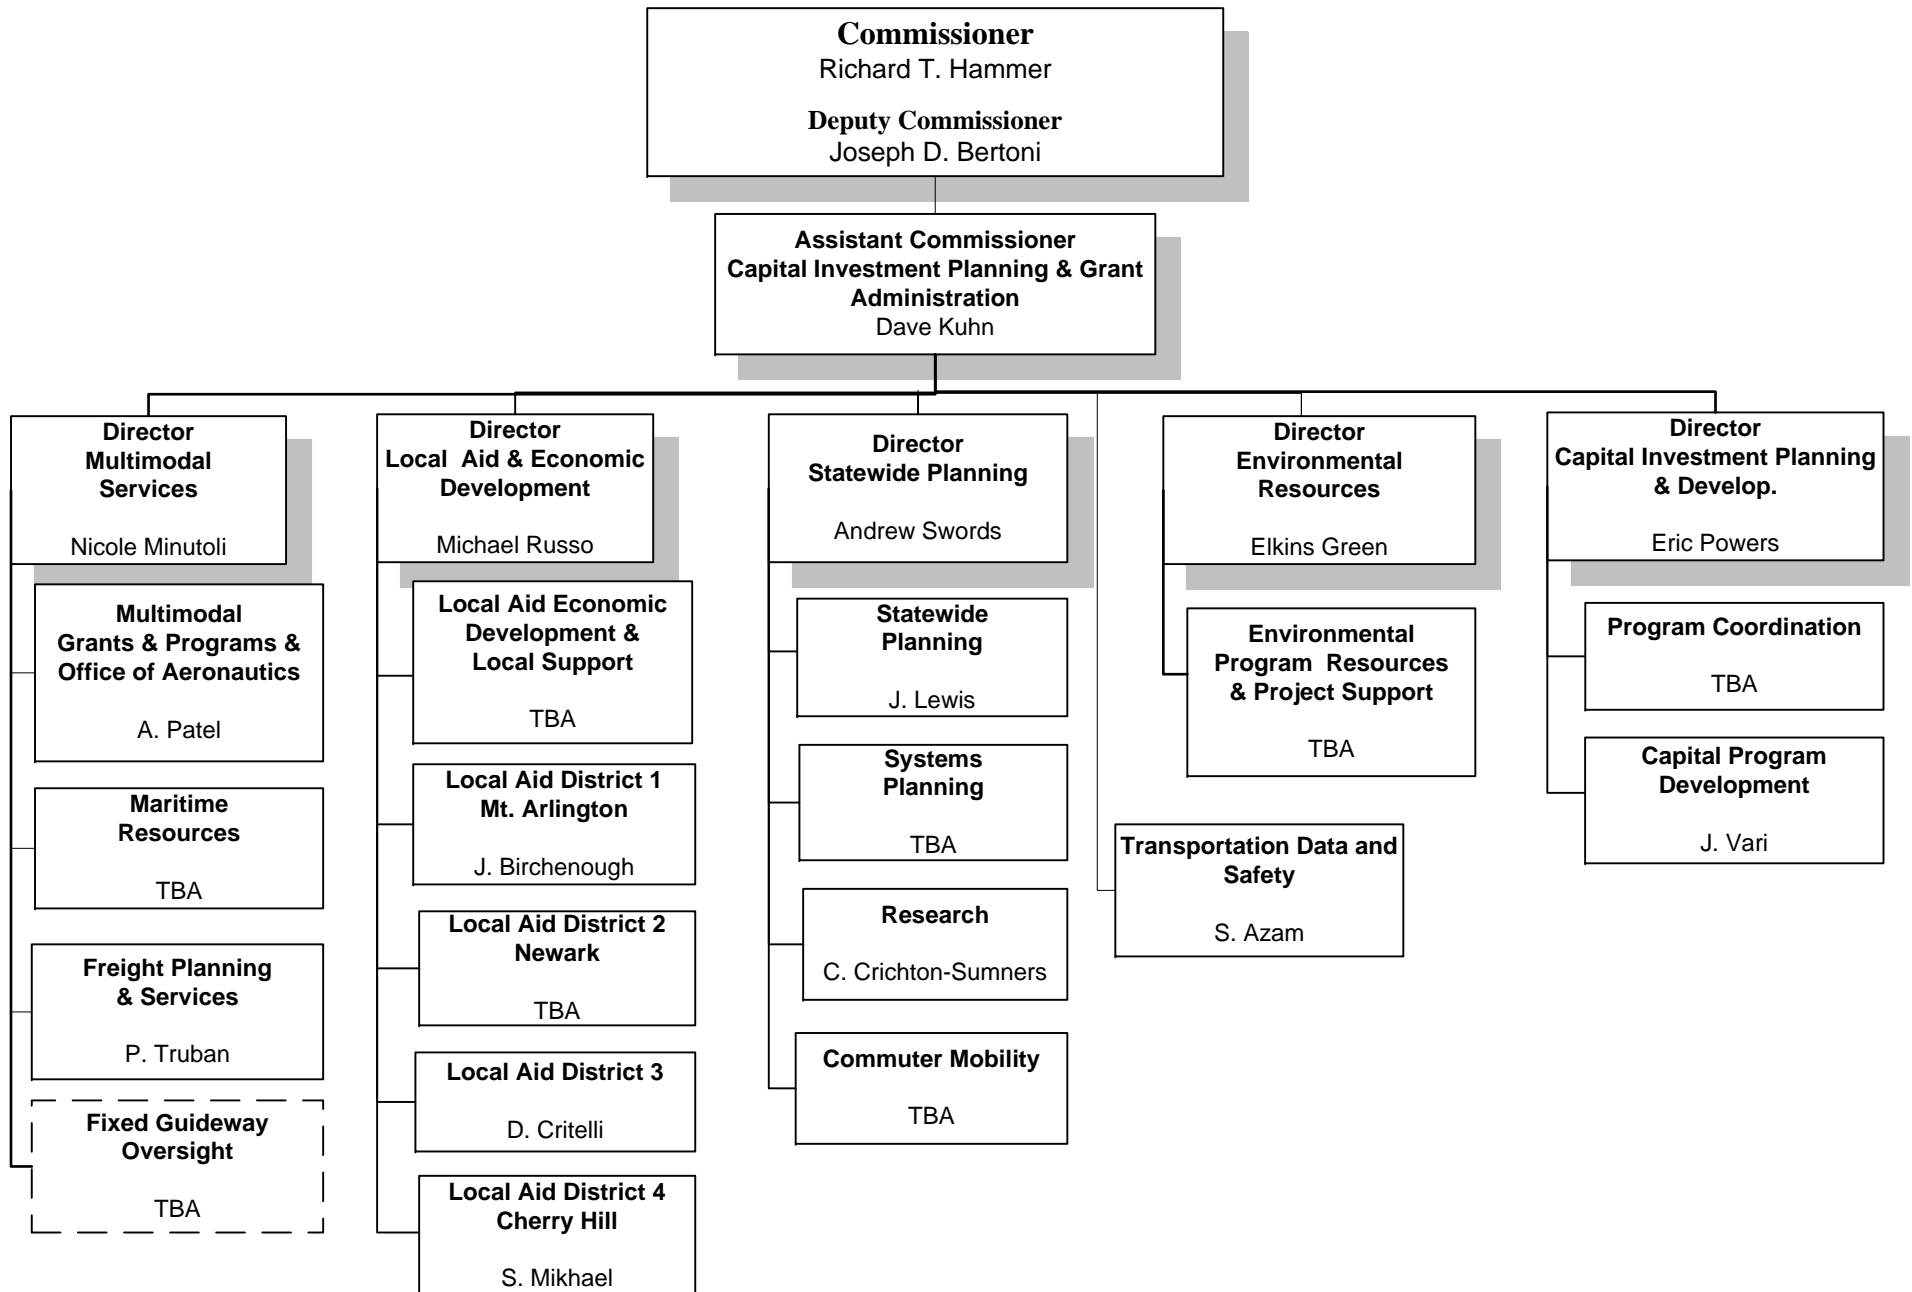 Commissioner
Richard T. Hammer
Deputy Commissioner
Joseph D. Bertoni
Assistant Commissioner
Capital Investment Planning & Grant
Administration
Dave Kuhn
Director
Multimodal
Services
Nicole Minutoli
Multimodal
Grants & Programs &
Office of Aeronautics
A. Patel
Maritime
Resources
TBA
Freight Planning
& Services
P. Truban
Fixed Guideway
Oversight
TBA
Director
Local Aid & Economic
Development
Michael Russo
Local Aid Economic
Development &
Local Support
TBA
Local Aid District 1
Mt. Arlington
J. Birchenough
Local Aid District 2
Newark
TBA
Local Aid District 3
D. Critelli
Local Aid District 4
Cherry Hill
S. Mikhael
Director
Statewide Planning
Andrew Swords
Statewide
Planning
J. Lewis
Systems
Planning
TBA
Research
C. Crichton-Sumners
Commuter Mobility
TBA
Director
Environmental
Resources
Elkins Green
Environmental
Program Resources
& Project Support
TBA
Transportation Data and
Safety
S. Azam
Director
Capital Investment Planning
& Develop.
Eric Powers
Program Coordination
TBA
Capital Program
Development
J. Vari